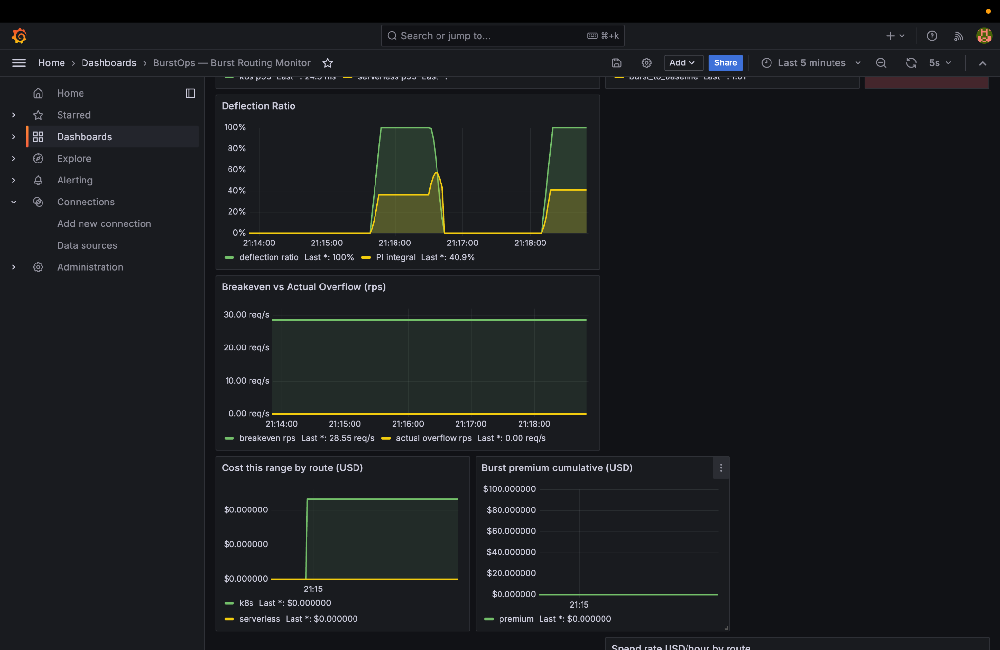 Search or jump to... ⌘+k
Home › Dashboards › BurstOps — Burst Routing Monitor
Add
Share
Last 5 minutes
5s
Home
Starred
Dashboards
Explore
Alerting
Connections
Add new connection
Data sources
Administration
k8s p95 Last *: 24.5 ms serverless p95 Last *:
burst_to_baseline Last *: 1.01
Deflection Ratio
100%
80%
60%
40%
20%
0%
21:14:00 21:15:00 21:16:00 21:17:00 21:18:00
deflection ratio Last *: 100% PI integral Last *: 40.9%
Breakeven vs Actual Overflow (rps)
30.00 req/s
20.00 req/s
10.00 req/s
0.00 req/s
21:14:00 21:15:00 21:16:00 21:17:00 21:18:00
breakeven rps Last *: 28.55 req/s actual overflow rps Last *: 0.00 req/s
Cost this range by route (USD)
$0.000000
$0.000000
$0.000000
21:15
k8s Last *: $0.000000
serverless Last *: $0.000000
Burst premium cumulative (USD)
$100.000000
$80.000000
$60.000000
$40.000000
$20.000000
$0.000000
21:15
premium Last *: $0.000000
Spend rate USD/hour by route